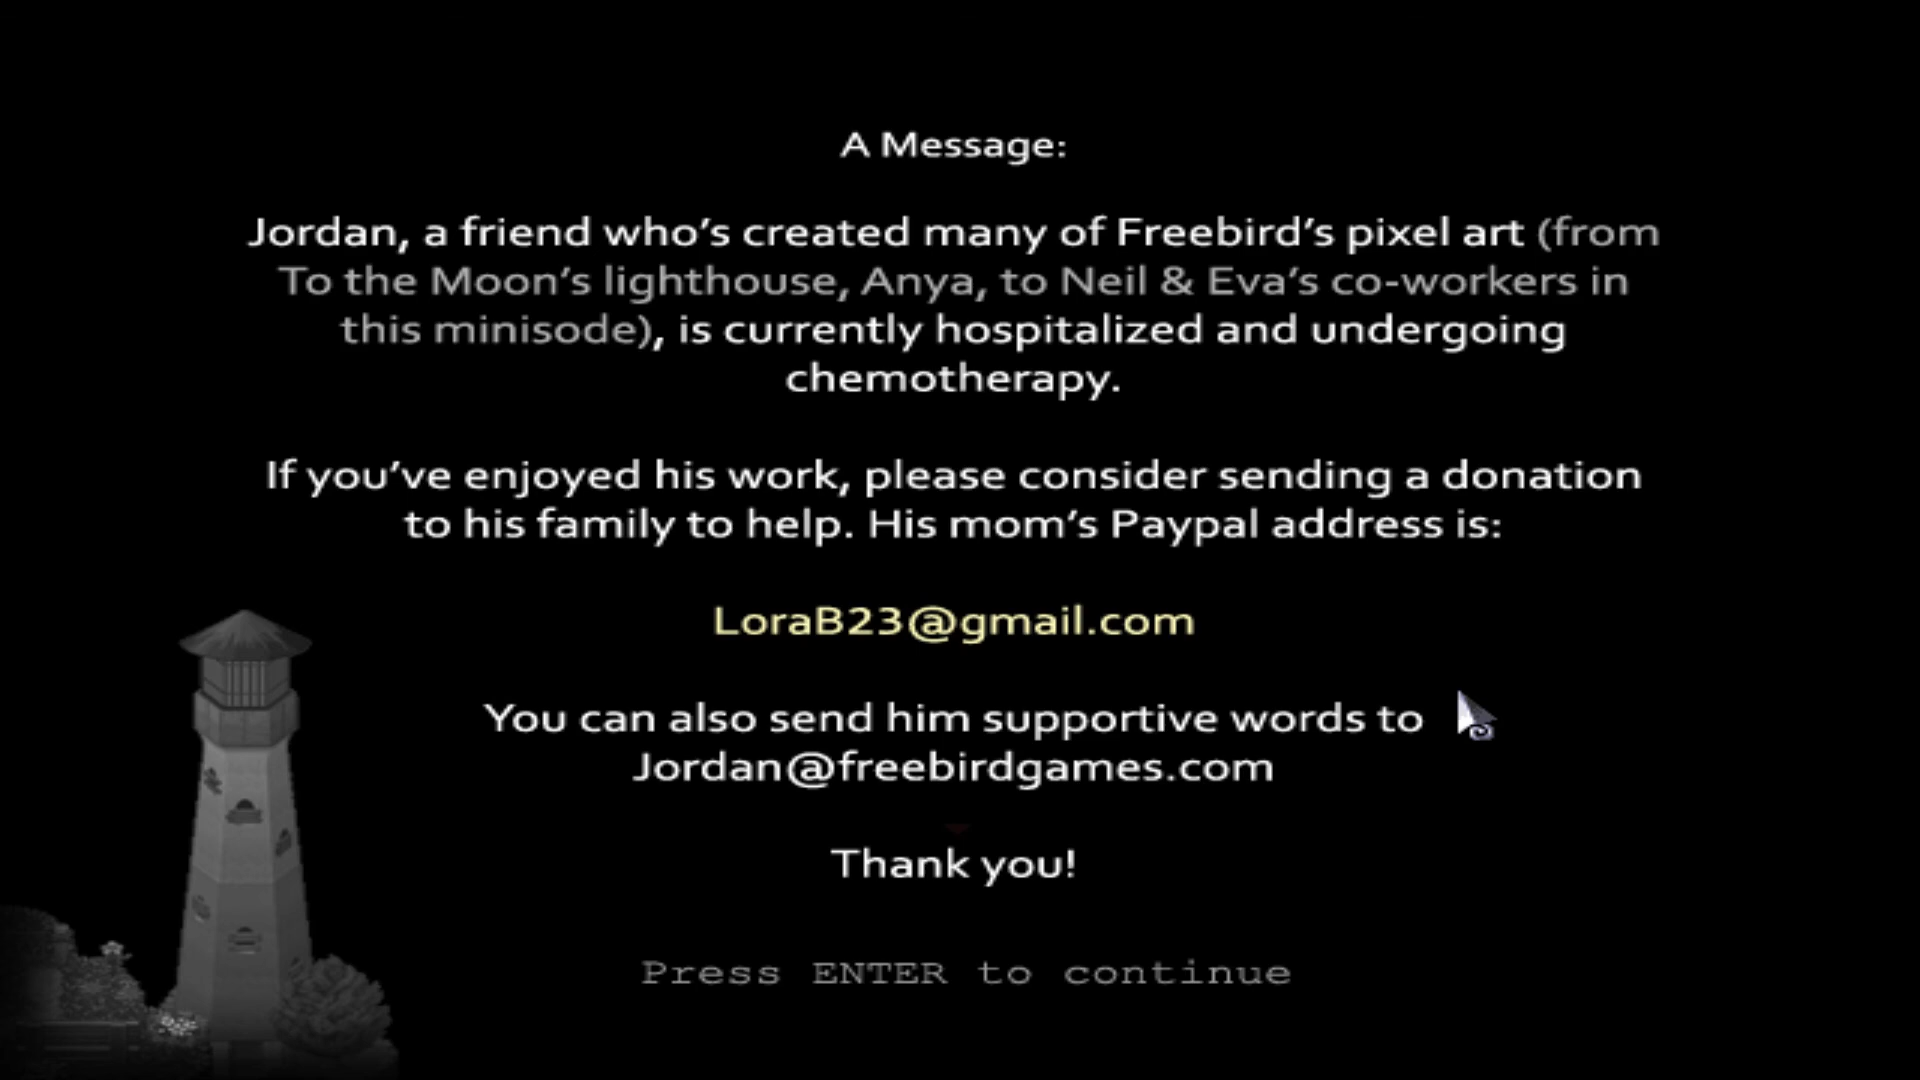 A Message:
Jordan, a friend who's created many of Freebird's pixel art (from
To the Moon's lighthouse, Anya, to Neil & Eva's co-workers in
this minisode), is currently hospitalized and undergoing
chemotherapy.
If you've enjoyed his work, please consider sending a donation
to his family to help. His mom's Paypal address is:
LoraB23@gmail.com
You can also send him supportive words to
Jordan@freebirdgames.com
Thank you!
Press ENTER to continue